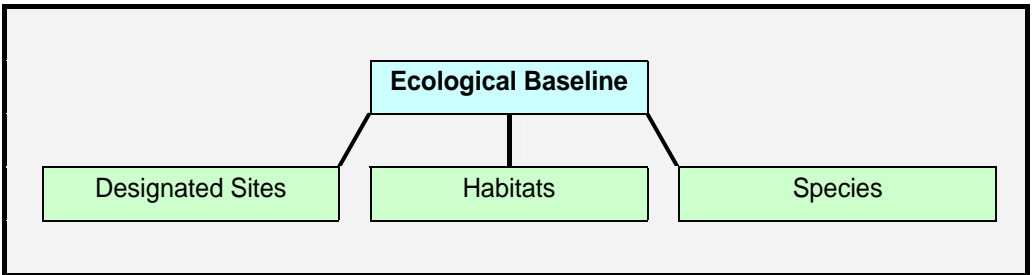 Ecological Baseline
Designated Sites
Habitats
Species